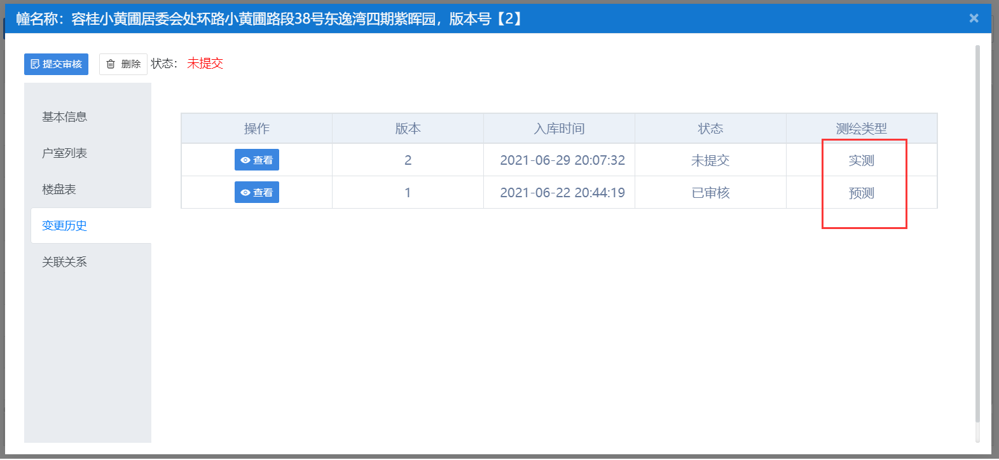 幢名称：容桂小黄圃居委会处环路小黄圃路段38号东逸湾四期紫晖园，版本号【2】
提交审核 删除 状态： 未提交
基本信息
户室列表
楼盘表
变更历史
关联关系
操作 版本 入库时间 状态 测绘类型
查看 2 2021-06-29 20:07:32 未提交 实测
查看 1 2021-06-22 20:44:19 已审核 预测